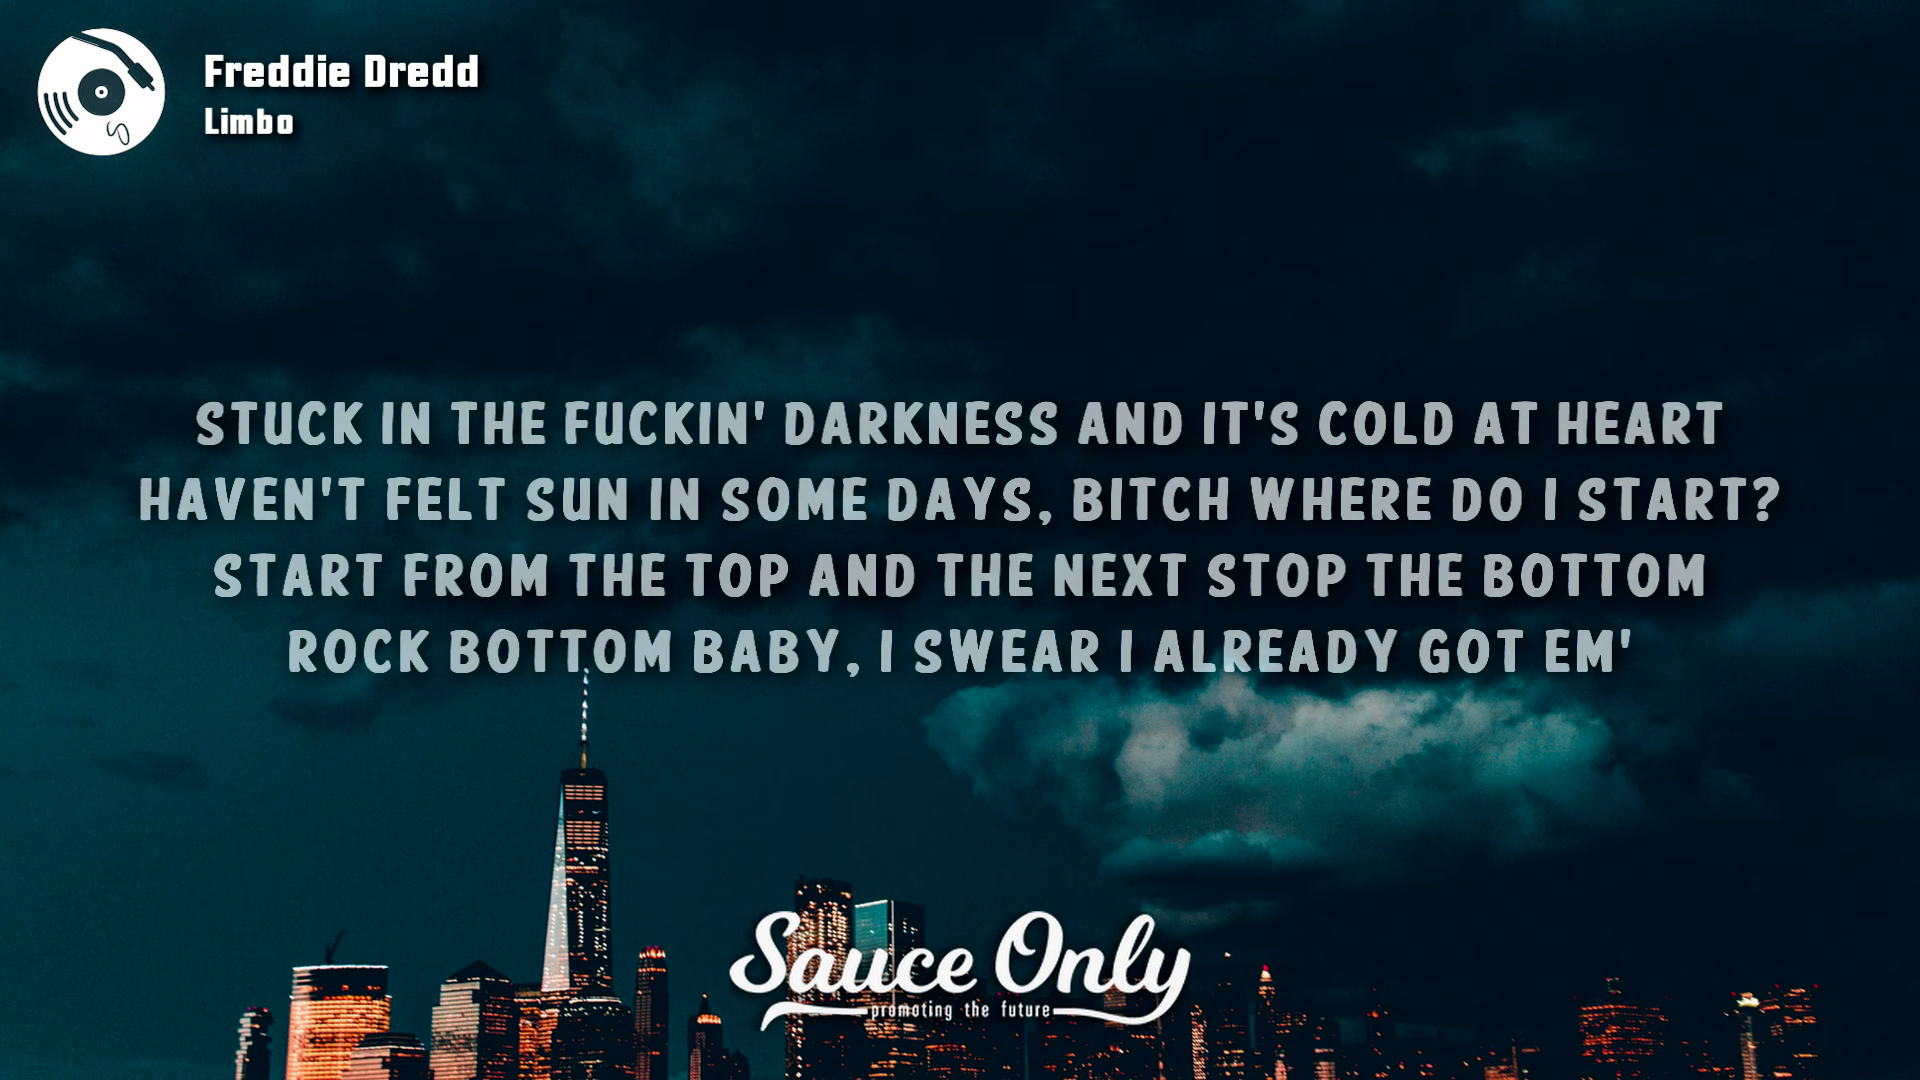 Freddie Dredd
Limbo
STUCK IN THE FUCKIN' DARKNESS AND IT'S COLD AT HEART
HAVEN'T FELT SUN IN SOME DAYS, BITCH WHERE DO I START?
START FROM THE TOP AND THE NEXT STOP THE BOTTOM
ROCK BOTTOM BABY, I SWEAR I ALREADY GOT EM'
Sauce Only
promoting the future